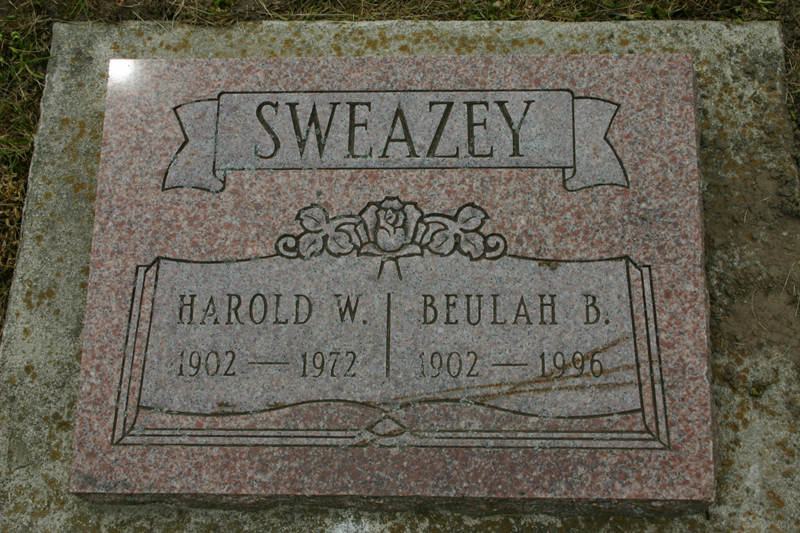 SWEAZEY
HAROLD W. BEULAH B.
1902 — 1972 1902 — 1996